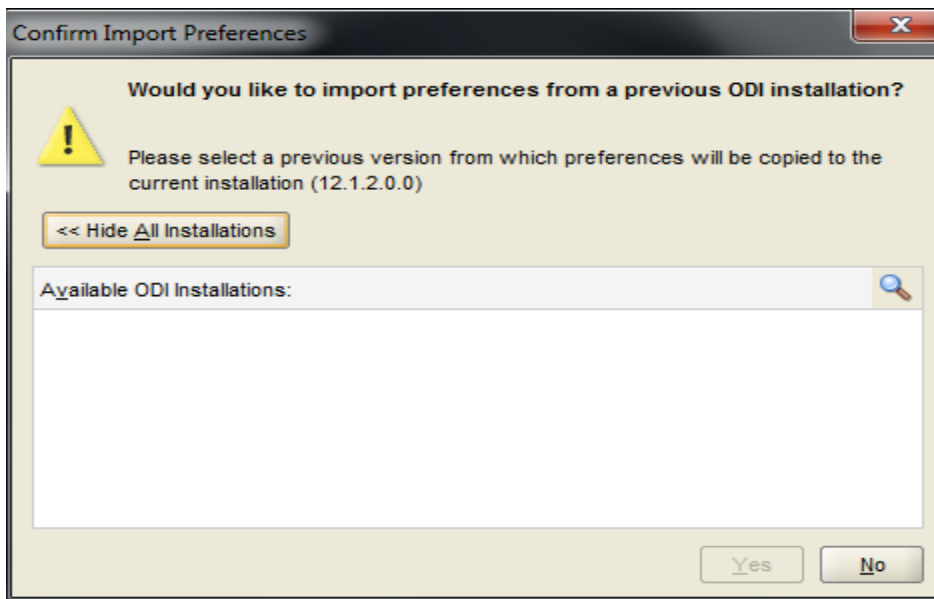 Confirm Import Preferences
Would you like to import preferences from a previous ODI installation?
Please select a previous version from which preferences will be copied to the
current installation (12.1.2.0.0)
<< Hide All Installations
Available ODI Installations:
Yes
No